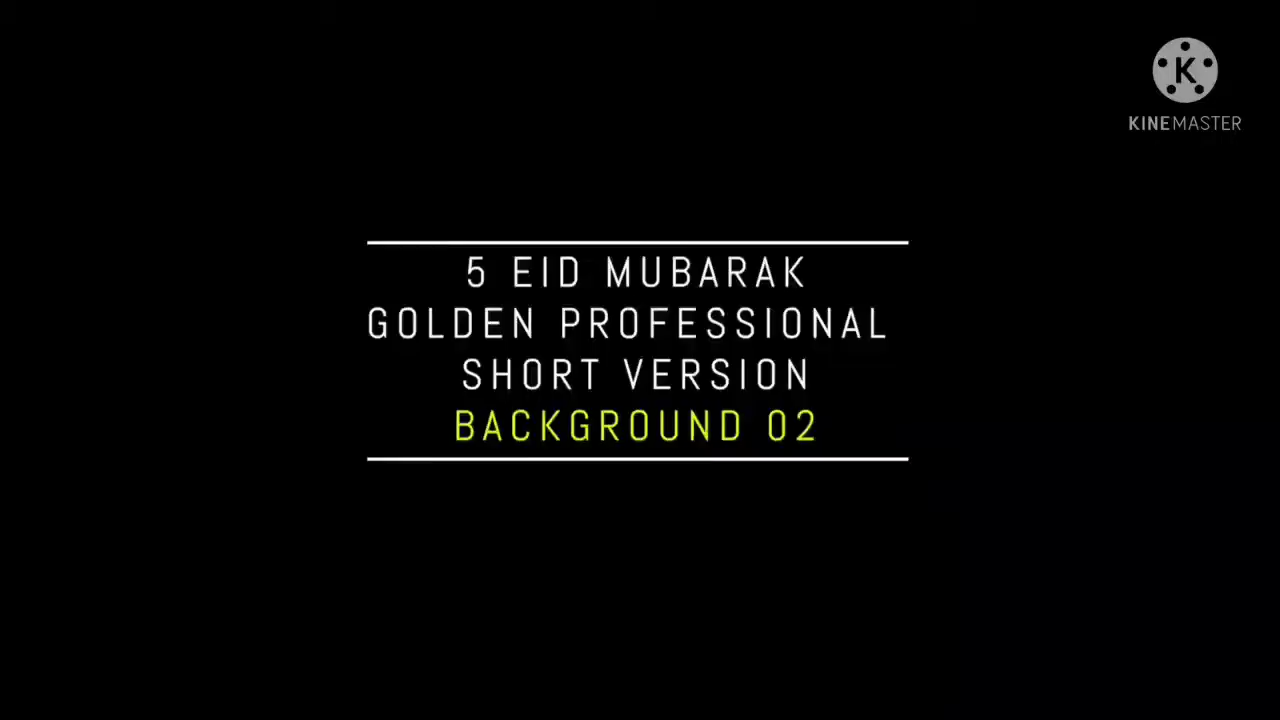 K
KINEMASTER
5 EID MUBARAK
GOLDEN PROFESSIONAL
SHORT VERSION
BACKGROUND 02